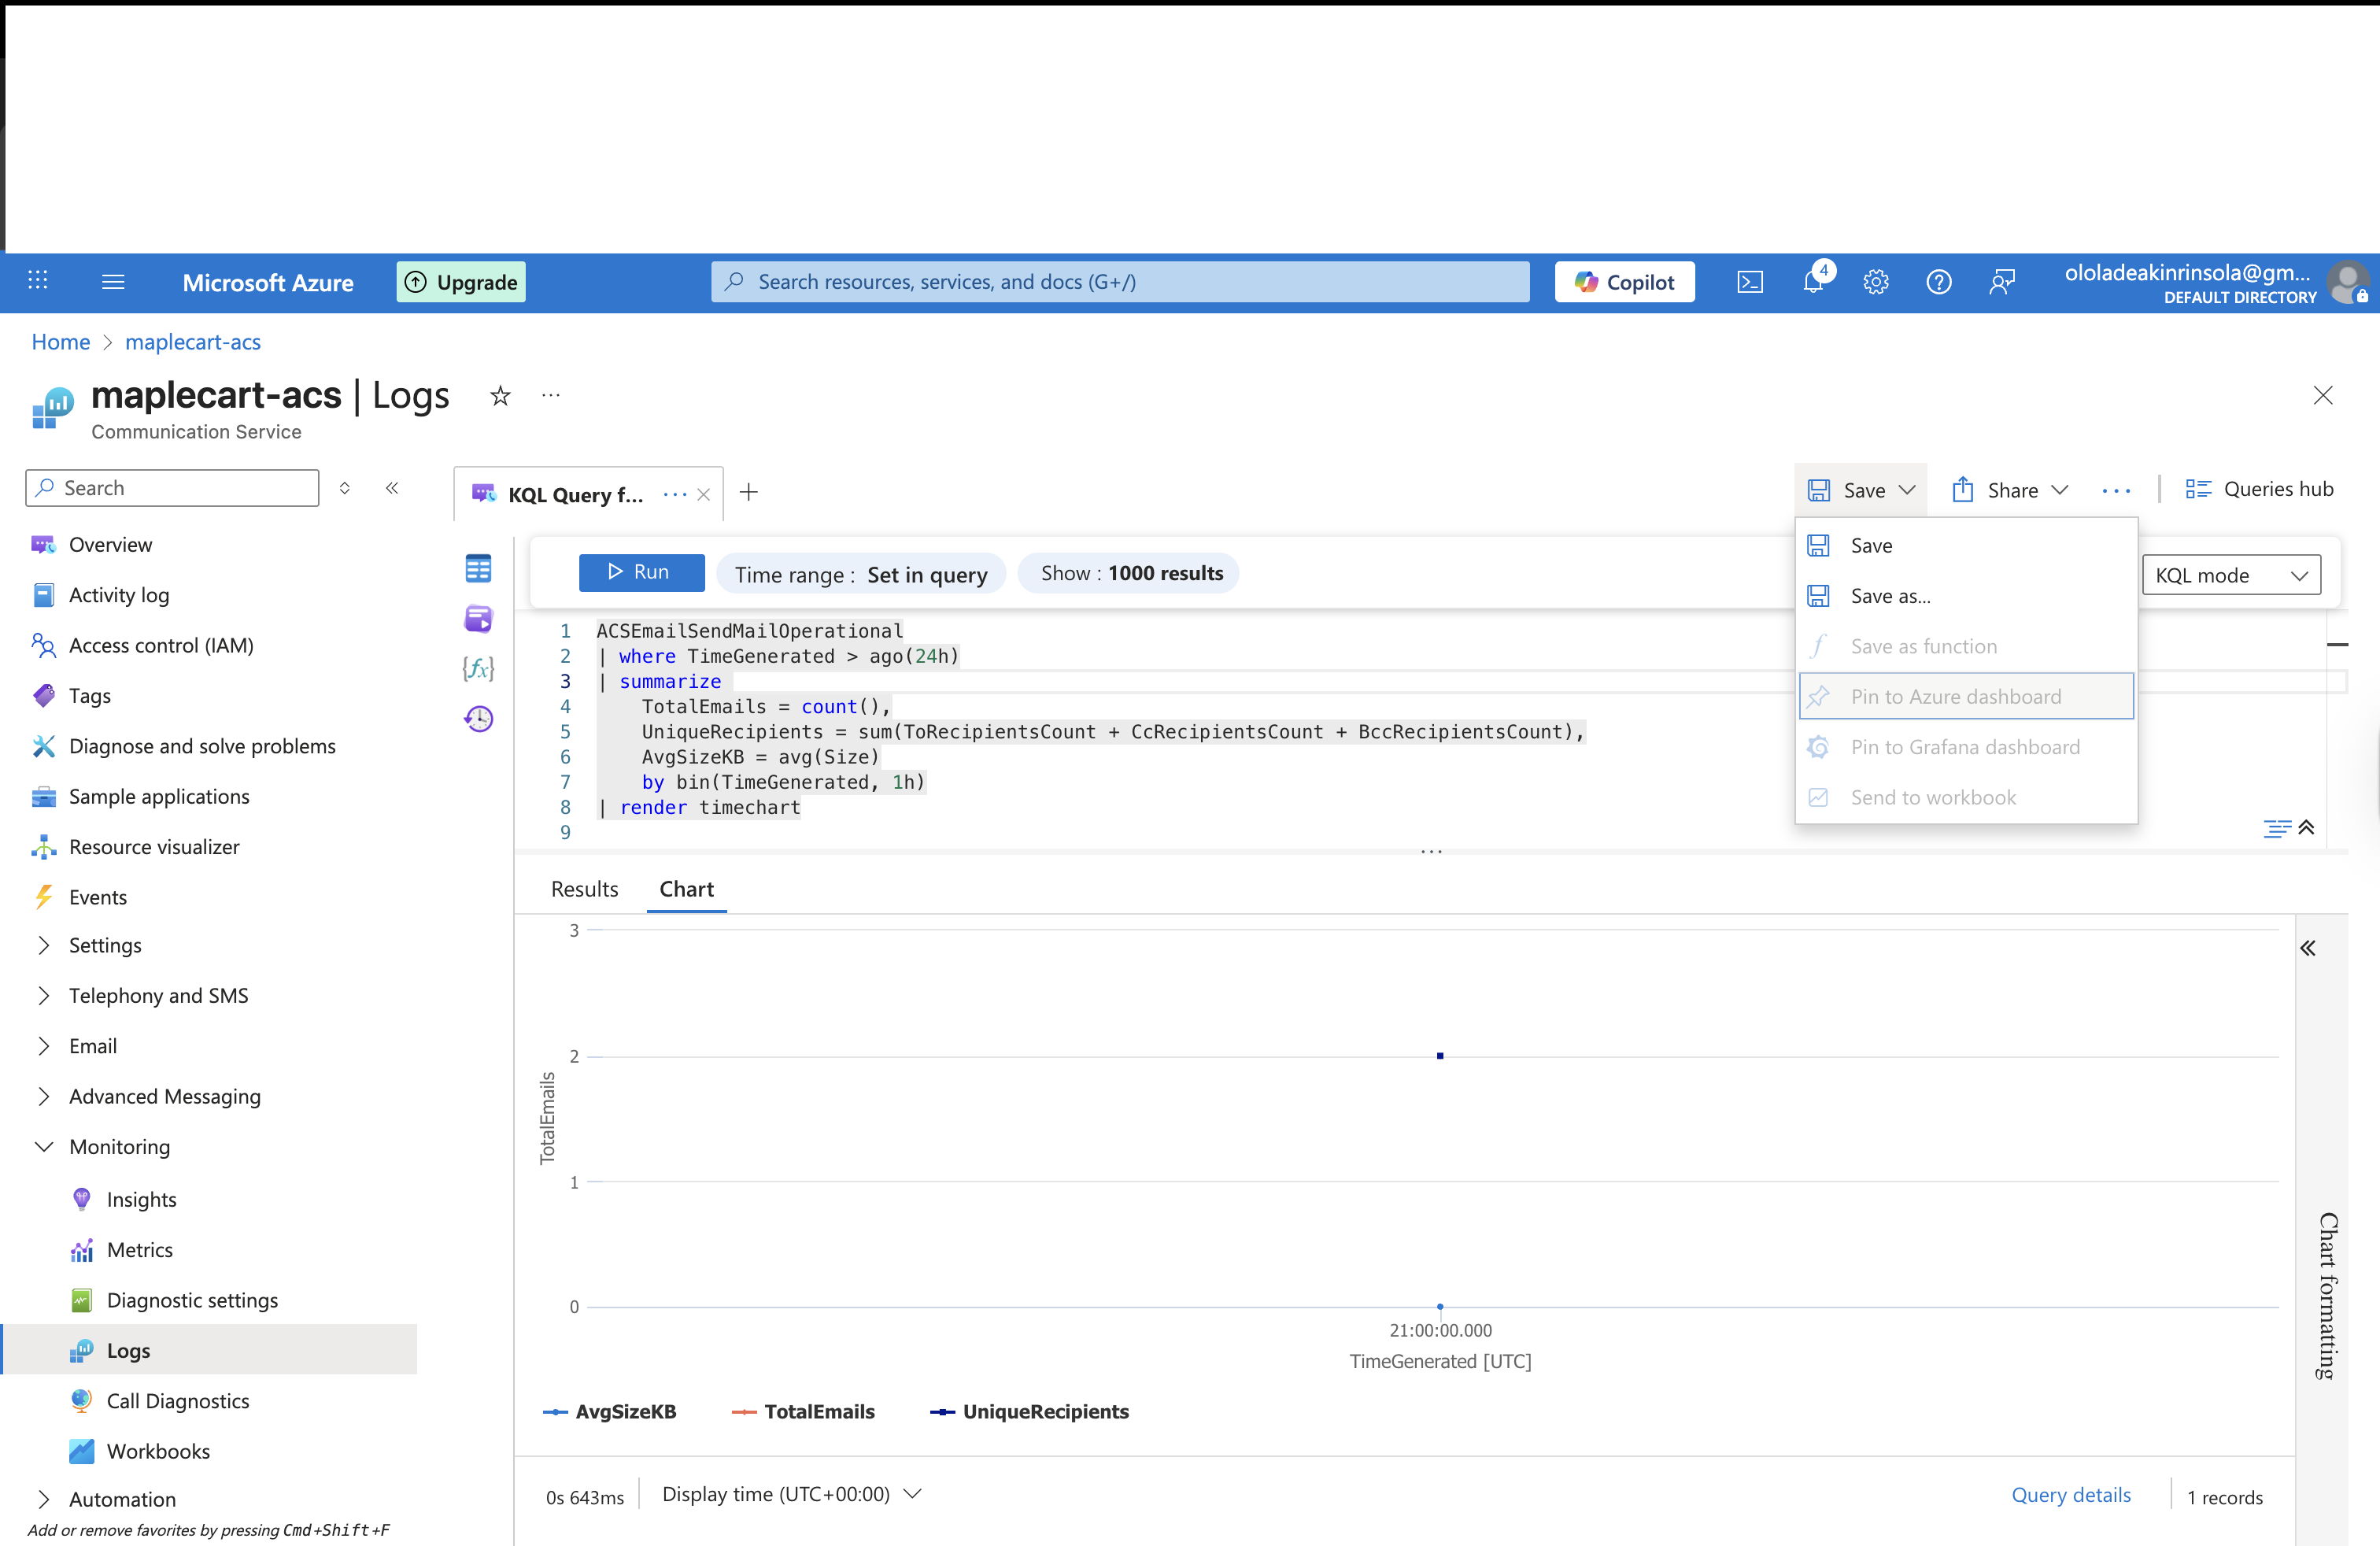 Microsoft Azure
Upgrade
Search resources, services, and docs (G+/)
Copilot
4
ololadeakinrinsola@gm...
DEFAULT DIRECTORY
Home > maplecart-acs
maplecart-acs | Logs
Communication Service
Search
KQL Query f...
Save
Share
Queries hub
Overview
Activity log
Access control (IAM)
Tags
Diagnose and solve problems
Sample applications
Resource visualizer
Events
Settings
Telephony and SMS
Email
Advanced Messaging
Monitoring
Insights
Metrics
Diagnostic settings
Logs
Call Diagnostics
Workbooks
Automation
Add or remove favorites by pressing Cmd+Shift+F
Run
Time range : Set in query
Show : 1000 results
KQL mode
Save
Save as...
Save as function
Pin to Azure dashboard
Pin to Grafana dashboard
Send to workbook
1 ACSEmailSendMailOperational
2 | where TimeGenerated > ago(24h)
3 | summarize
4 TotalEmails = count(),
5 UniqueRecipients = sum(ToRecipientsCount + CcRecipientsCount + BccRecipientsCount),
6 AvgSizeKB = avg(Size)
7 by bin(TimeGenerated, 1h)
8 | render timechart
9
Results
Chart
3
2
1
0
TotalEmails
21:00:00.000
TimeGenerated [UTC]
AvgSizeKB
TotalEmails
UniqueRecipients
Chart formatting
0s 643ms
Display time (UTC+00:00)
Query details
1 records